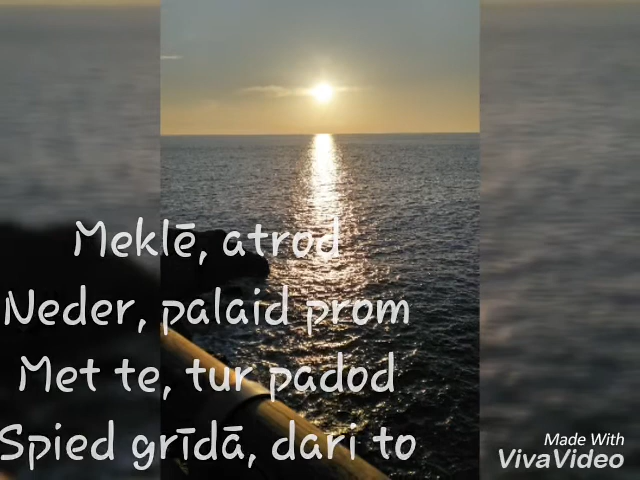 Meklē, atrod
Neder, palaid prom
Met te, tur padod
Spied grīdā, dari to
Made With
VivaVideo